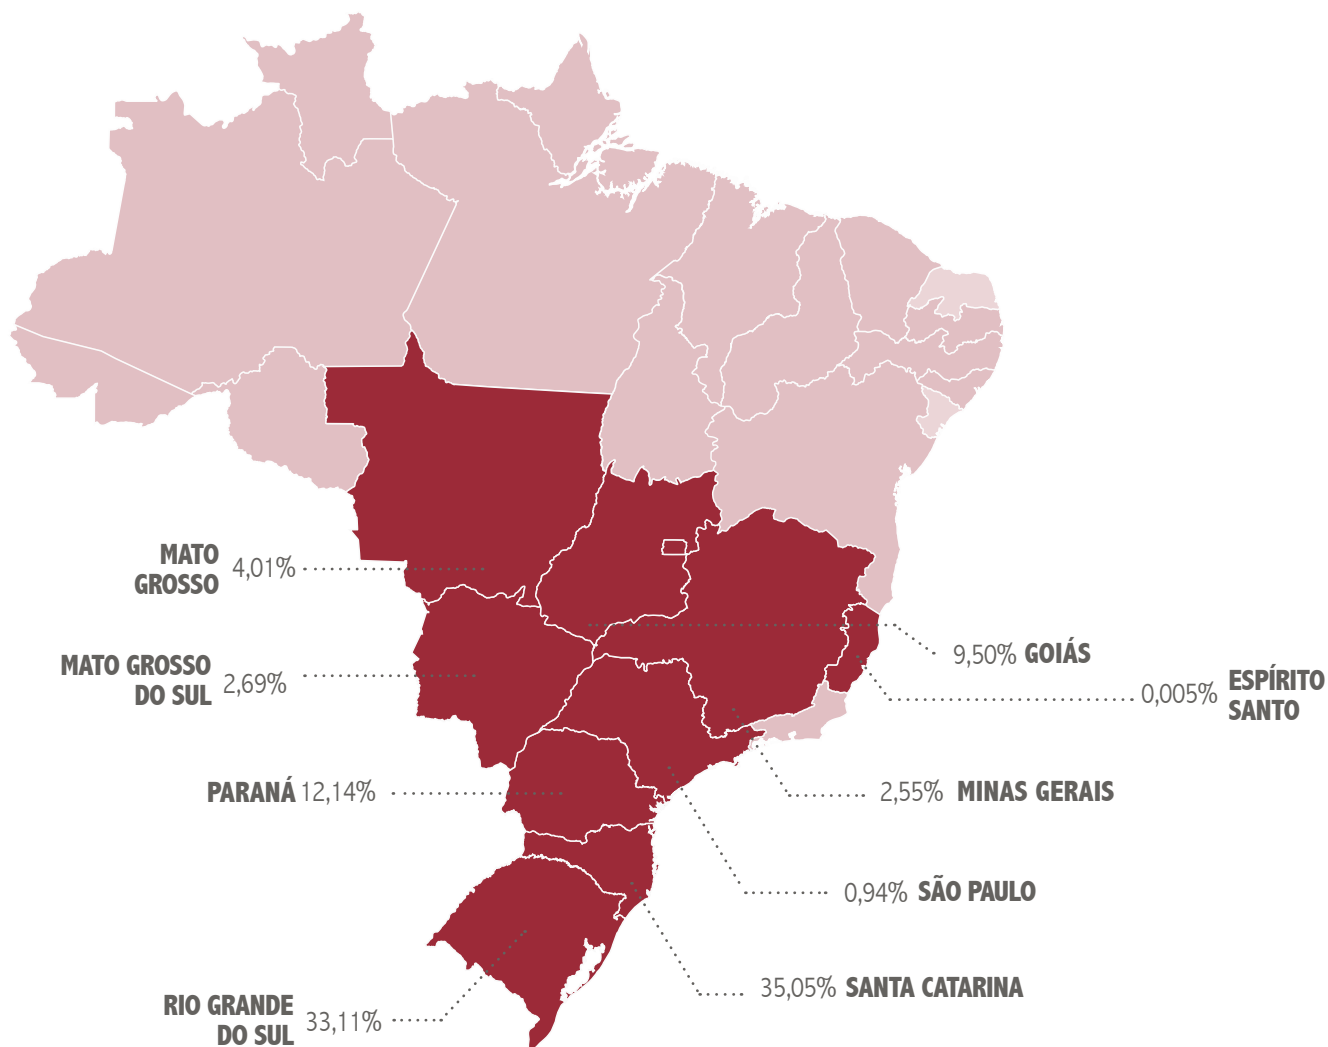 MATO
GROSSO 4,01%
9,50% GOIÁS
MATO GROSSO
DO SUL 2,69%
0,005% ESPÍRITO
SANTO
PARANÁ 12,14%
2,55% MINAS GERAIS
0,94% SÃO PAULO
35,05% SANTA CATARINA
RIO GRANDE
DO SUL 33,11%